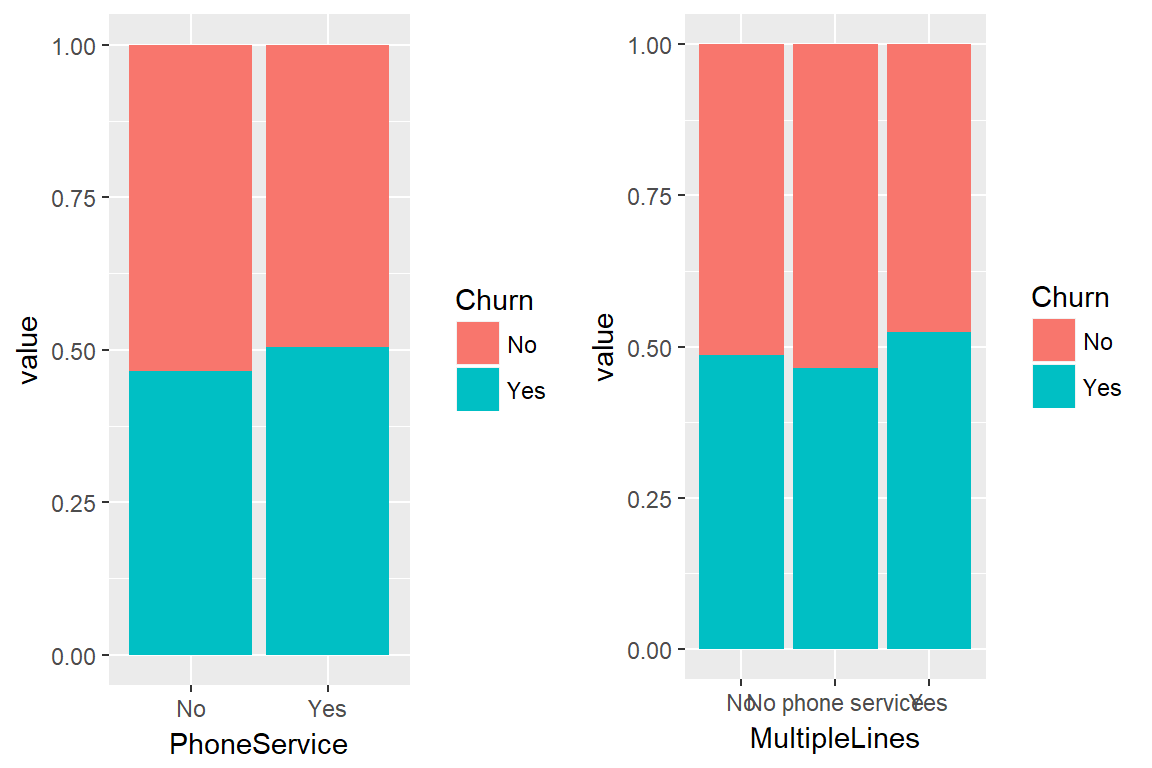 1.00
0.75
0.50
0.25
0.00
value
No Yes
PhoneService
Churn
No
Yes
1.00
0.75
0.50
0.25
0.00
value
No No phone service Yes
MultipleLines
Churn
No
Yes